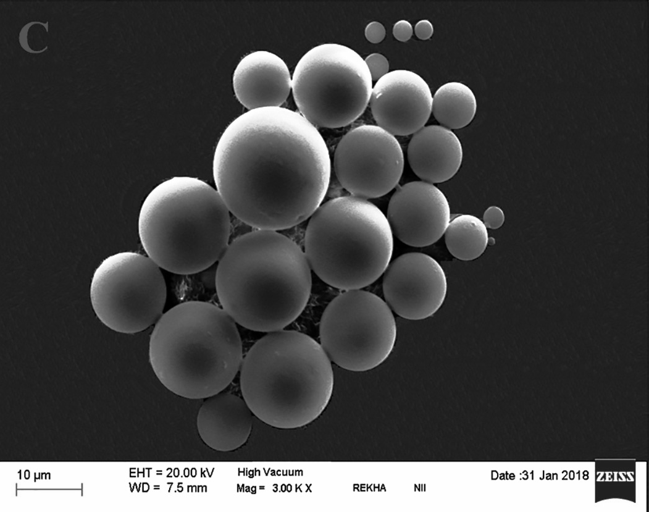 C
10 µm
EHT = 20.00 kV
WD = 7.5 mm
High Vacuum
Mag = 3.00 K X
REKHA
NII
Date :31 Jan 2018
ZEISS